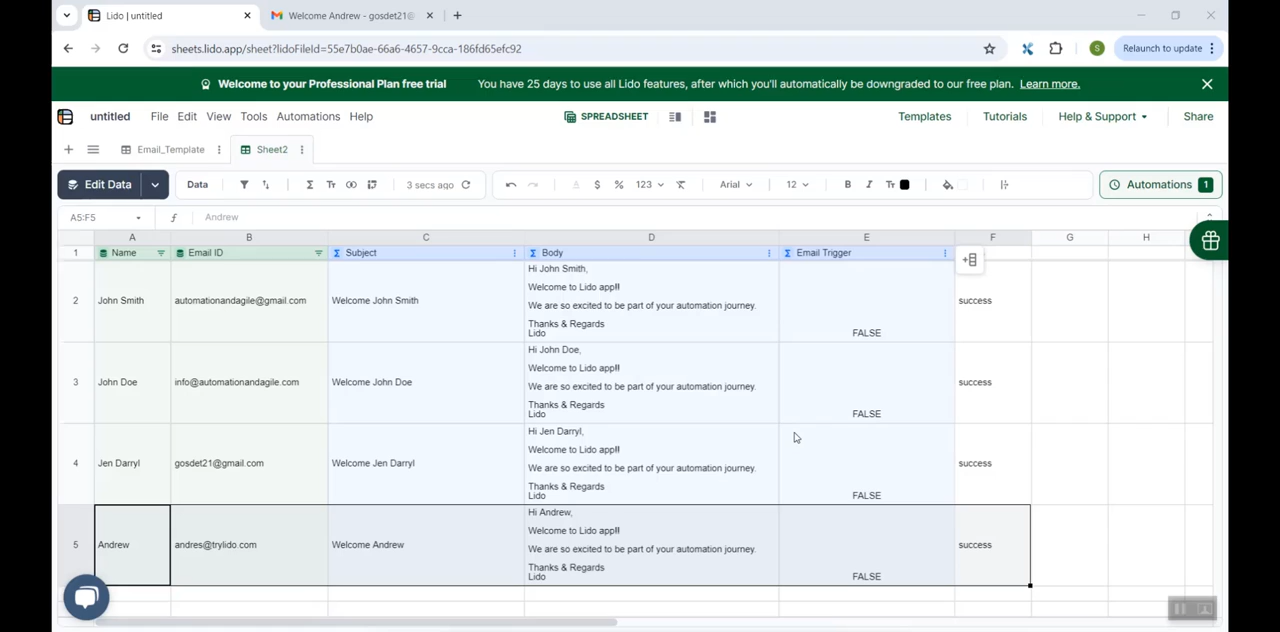 Lido | untitled
Welcome Andrew - gosdet21@
sheets.lido.app/sheet?lidoFileId=55e7b0ae-66a6-4657-9cca-186fd65efc92
S
Relaunch to update
Welcome to your Professional Plan free trial
You have 25 days to use all Lido features, after which you'll automatically be downgraded to our free plan. Learn more.
untitled
File Edit View Tools Automations Help
SPREADSHEET
Templates Tutorials Help & Support Share
Email_Template
Sheet2
Edit Data
Data
Σ Tr
3 secs ago
$ % 123
Arial
12
B I Tr
Automations 1
A5:F5
f Andrew
A B C D E F G H
1 Name Email ID Σ Subject Σ Body Σ Email Trigger
2 John Smith automationandagile@gmail.com Welcome John Smith
Hi John Smith,
Welcome to Lido app!!
We are so excited to be part of your automation journey.
Thanks & Regards
Lido
FALSE
success
3 John Doe info@automationandagile.com Welcome John Doe
Hi John Doe,
Welcome to Lido app!!
We are so excited to be part of your automation journey.
Thanks & Regards
Lido
FALSE
success
4 Jen Darryl gosdet21@gmail.com Welcome Jen Darryl
Hi Jen Darryl,
Welcome to Lido app!!
We are so excited to be part of your automation journey.
Thanks & Regards
Lido
FALSE
success
5 Andrew andres@trylido.com Welcome Andrew
Hi Andrew,
Welcome to Lido app!!
We are so excited to be part of your automation journey.
Thanks & Regards
Lido
FALSE
success